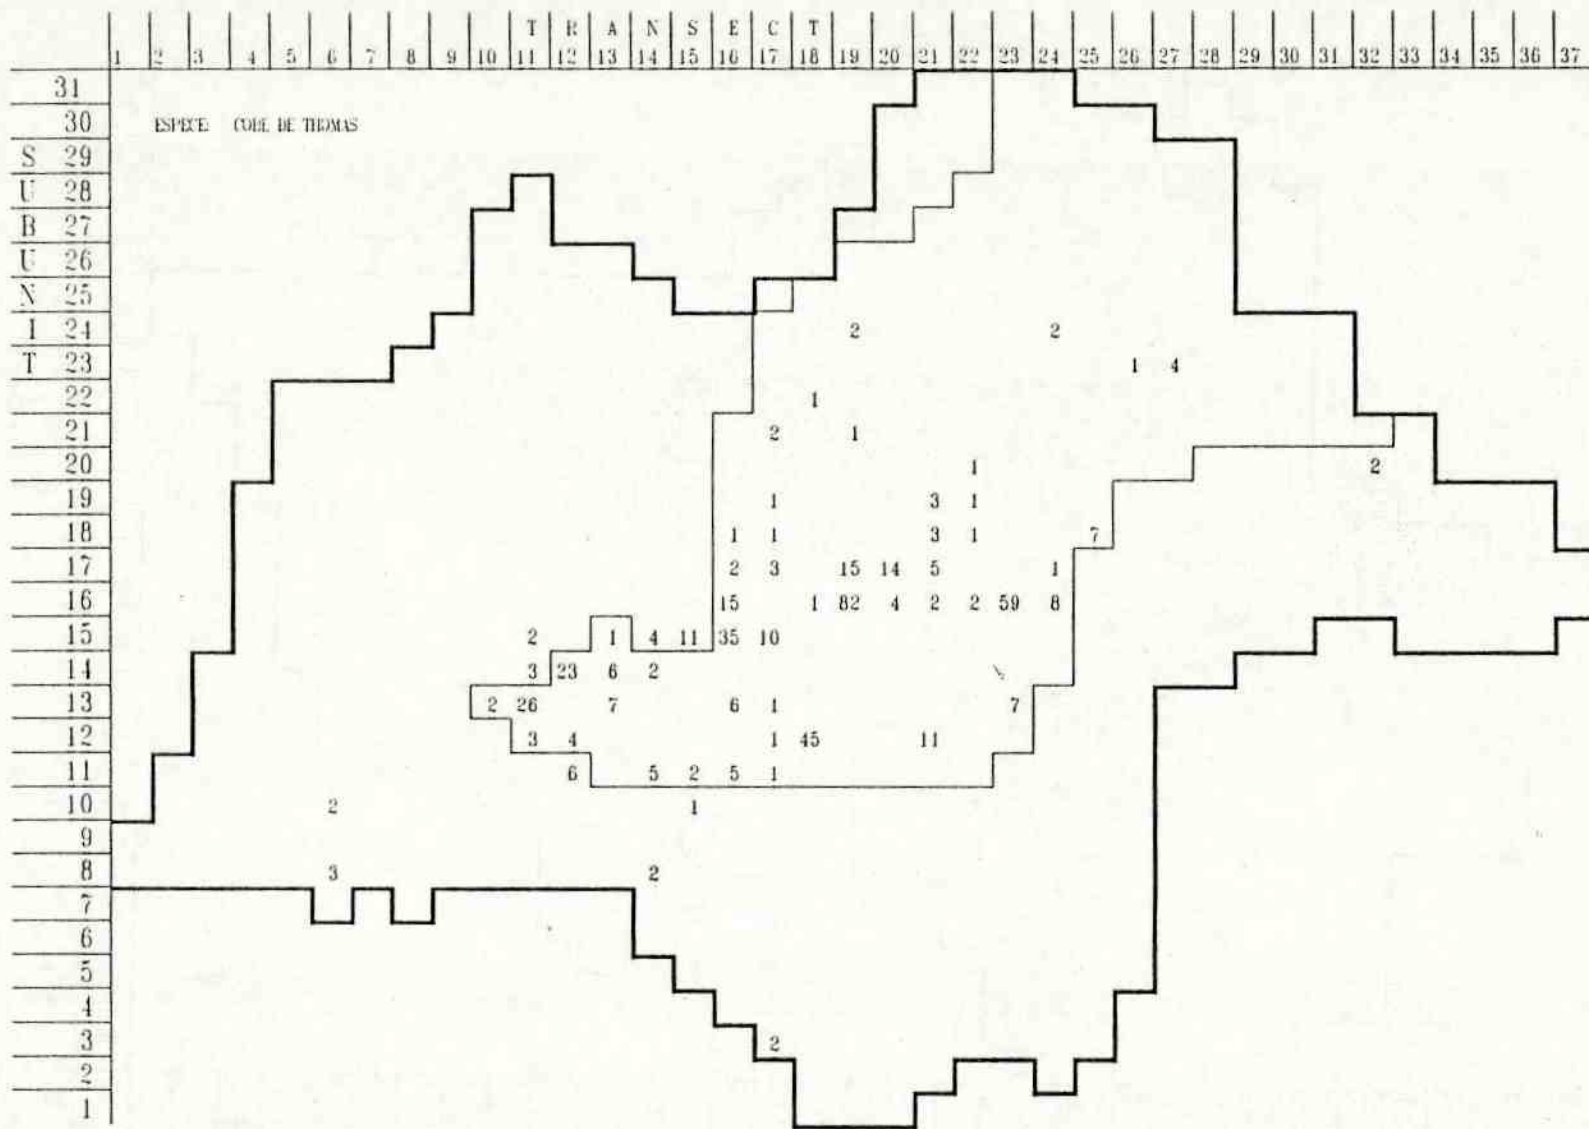 T R A N S E C T
1 2 3 4 5 6 7 8 9 10 11 12 13 14 15 16 17 18 19 20 21 22 23 24 25 26 27 28 29 30 31 32 33 34 35 36 37
31
30 ESPECE: COBE DE THOMAS
S 29
U 28
B 27
U 26
N 25
I 24 2 2
T 23 1 4
22 1
21 2 1
20 1 2
19 1 3 1
18 1 1 3 1 7
17 2 3 15 14 5 1
16 15 1 82 4 2 2 59 8
15 2 1 4 11 35 10
14 3 23 6 2
13 2 26 7 6 1 7
12 3 4 1 45 11
11 6 5 2 5 1
10 2 1
9
8 3 2
7
6
5
4
3 2
2
1